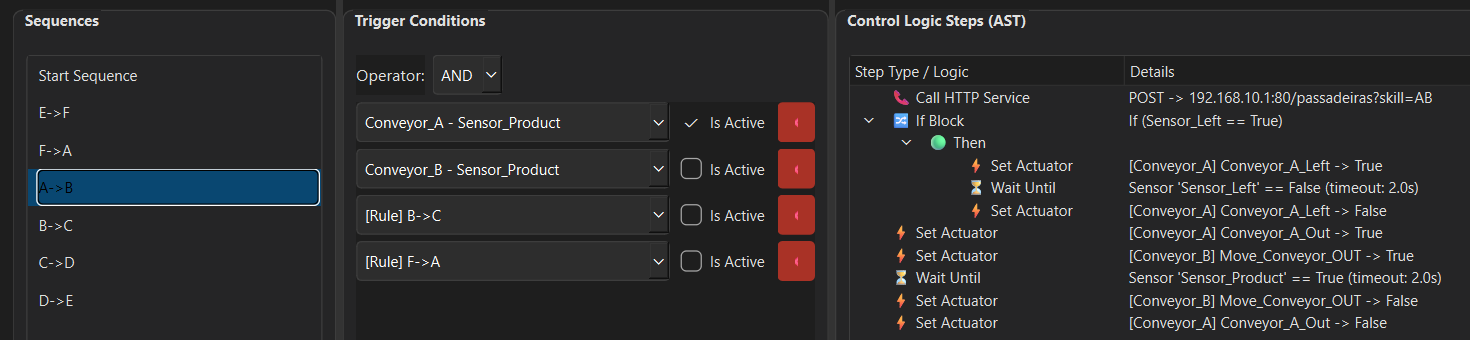 Sequences
Start Sequence
E->F
F->A
A->B
B->C
C->D
D->E
Trigger Conditions
Operator: AND
Conveyor_A - Sensor_Product Is Active
Conveyor_B - Sensor_Product Is Active
[Rule] B->C Is Active
[Rule] F->A Is Active
Control Logic Steps (AST)
Step Type / Logic Details
Call HTTP Service POST -> 192.168.10.1:80/passadeiras?skill=AB
If Block If (Sensor_Left == True)
Then
Set Actuator [Conveyor_A] Conveyor_A_Left -> True
Wait Until Sensor 'Sensor_Left' == False (timeout: 2.0s)
Set Actuator [Conveyor_A] Conveyor_A_Left -> False
Set Actuator [Conveyor_A] Conveyor_A_Out -> True
Set Actuator [Conveyor_B] Move_Conveyor_OUT -> True
Wait Until Sensor 'Sensor_Product' == True (timeout: 2.0s)
Set Actuator [Conveyor_B] Move_Conveyor_OUT -> False
Set Actuator [Conveyor_A] Conveyor_A_Out -> False